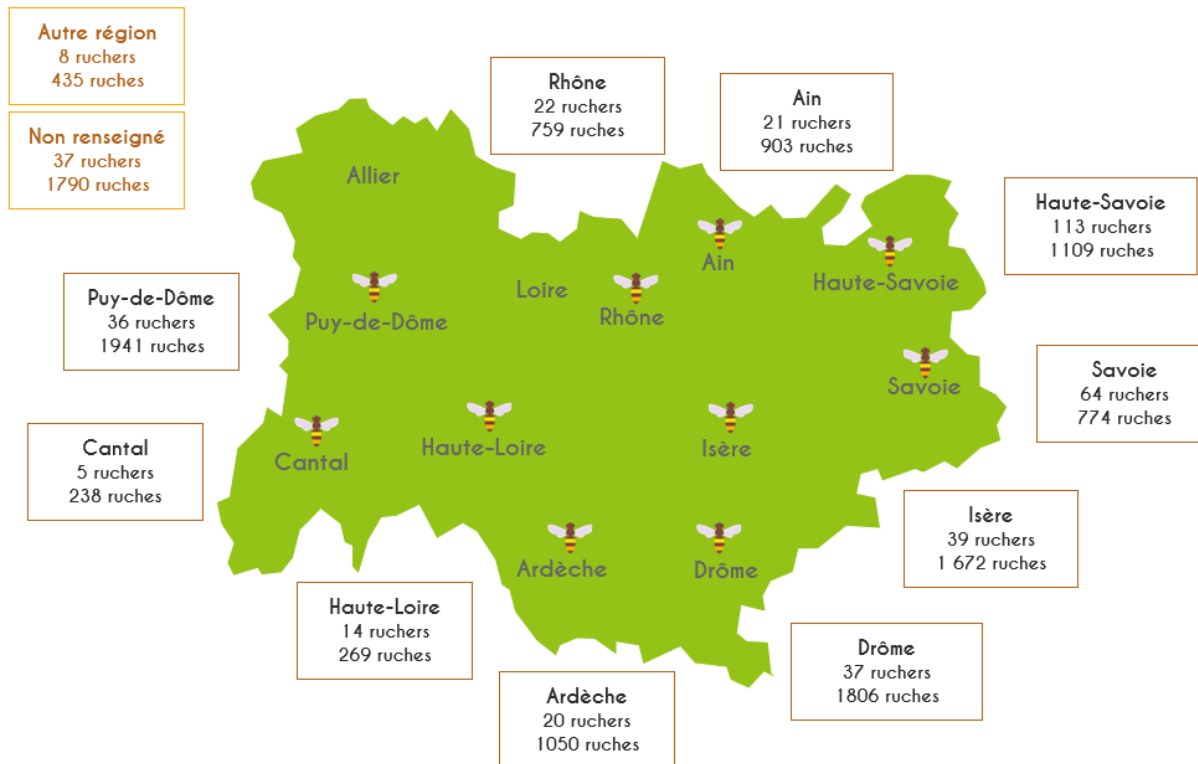 Autre région
8 ruchers
435 ruches
Non renseigné
37 ruchers
1790 ruches
Rhône
22 ruchers
759 ruches
Ain
21 ruchers
903 ruches
Haute-Savoie
113 ruchers
1109 ruches
Puy-de-Dôme
36 ruchers
1941 ruches
Savoie
64 ruchers
774 ruches
Cantal
5 ruchers
238 ruches
Isère
39 ruchers
1 672 ruches
Haute-Loire
14 ruchers
269 ruches
Drôme
37 ruchers
1806 ruches
Ardèche
20 ruchers
1050 ruches
Allier
Ain
Haute-Savoie
Loire
Rhône
Puy-de-Dôme
Savoie
Haute-Loire
Isère
Cantal
Ardèche
Drôme